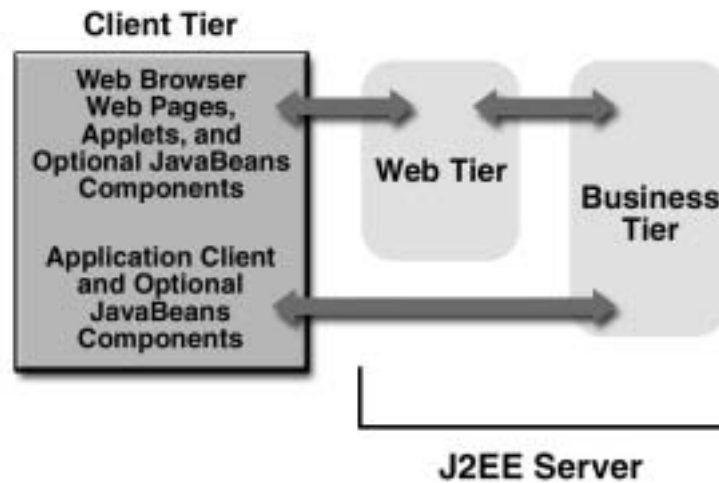 Client Tier
Web Browser
Web Pages,
Applets, and
Optional JavaBeans
Components
Application Client
and Optional
JavaBeans
Components
Web Tier
Business
Tier
J2EE Server